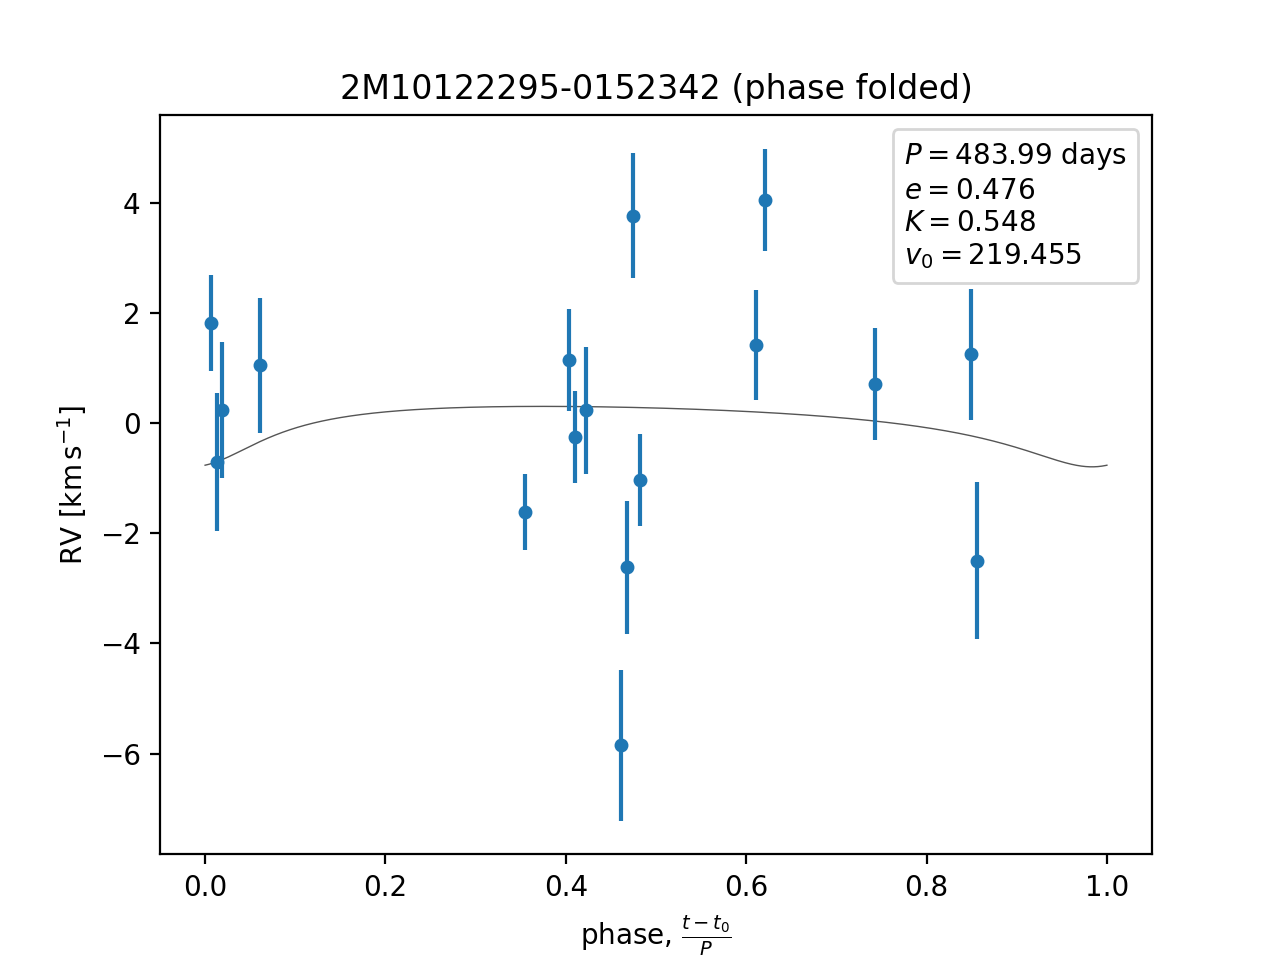 2M10122295-0152342 (phase folded)
P = 483.99 days
e = 0.476
K = 0.548
v₀ = 219.455
RV [km s⁻¹]
4
2
0
−2
−4
−6
0.0 0.2 0.4 0.6 0.8 1.0
phase, (t − t₀)/P